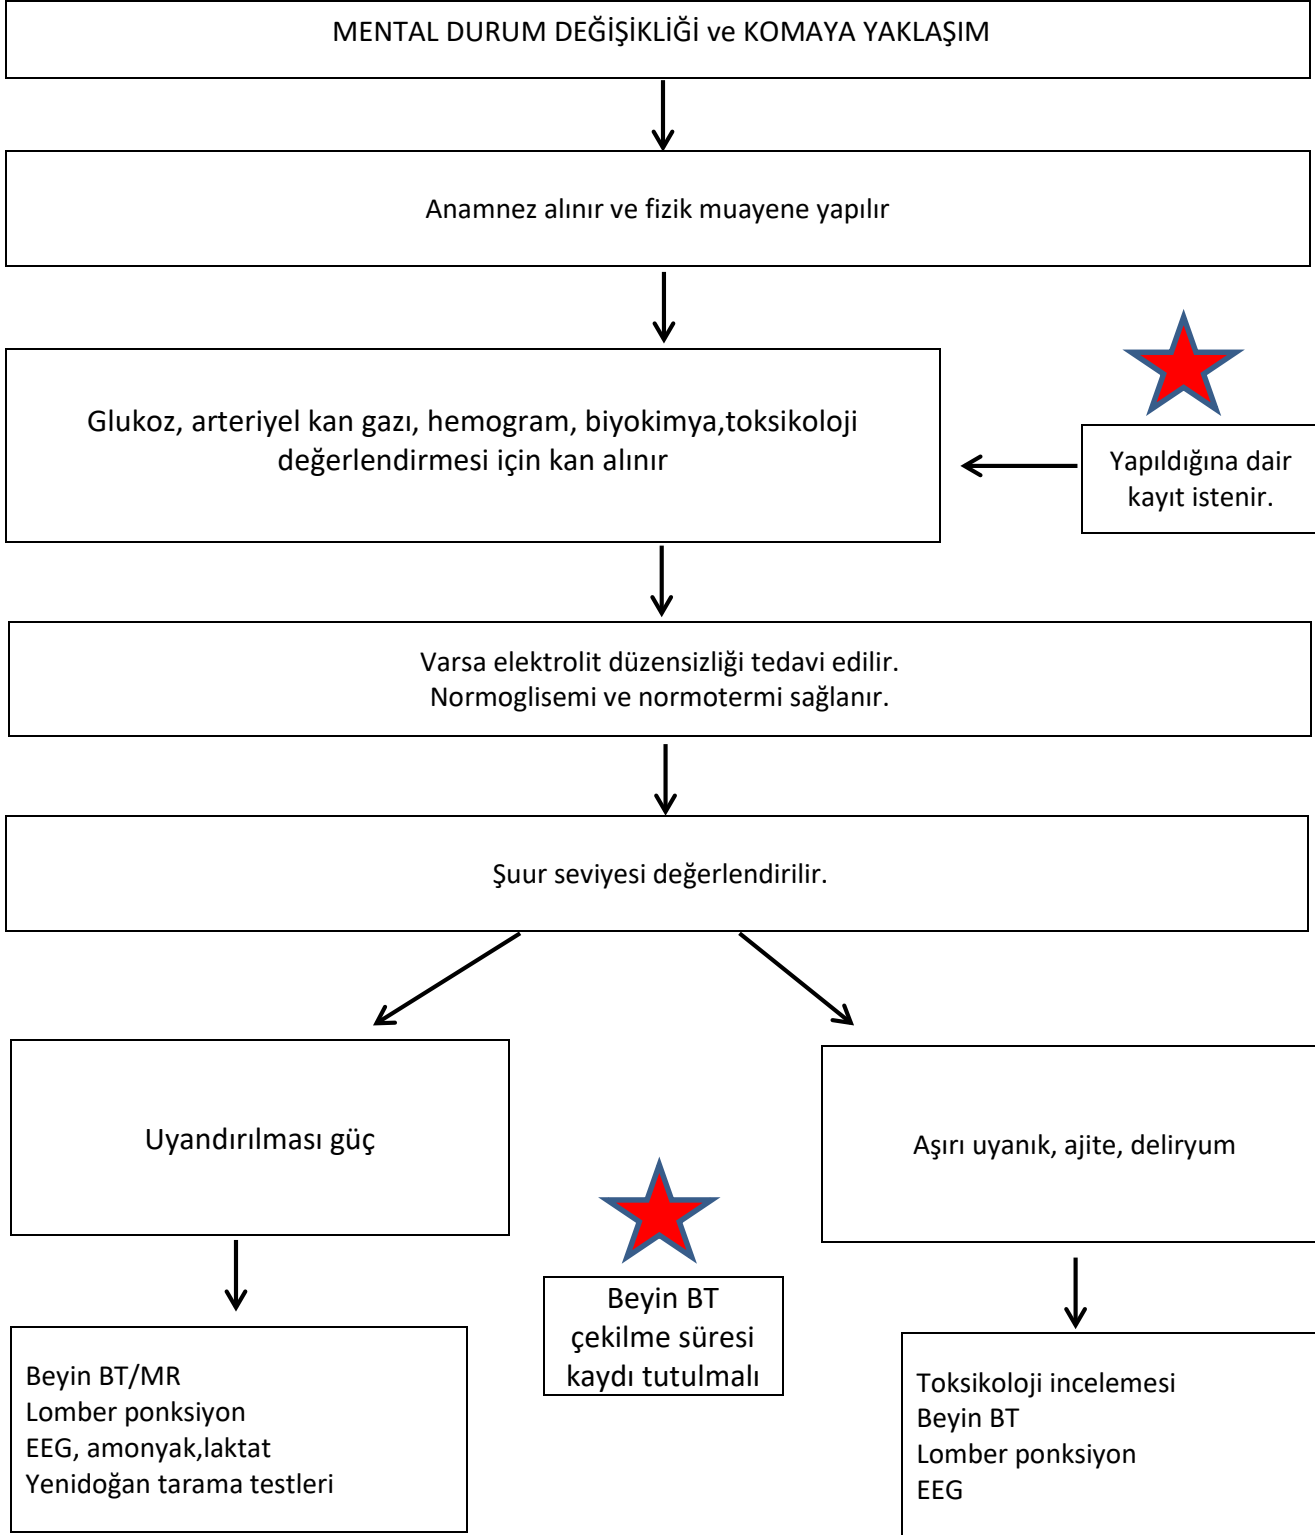 MENTAL DURUM DEĞİŞİKLİĞİ ve KOMAYA YAKLAŞIM
Anamnez alınır ve fizik muayene yapılır
Glukoz, arteriyel kan gazı, hemogram, biyokimya,toksikoloji
değerlendirmesi için kan alınır
Yapıldığına dair
kayıt istenir.
Varsa elektrolit düzensizliği tedavi edilir.
Normoglisemi ve normotermi sağlanır.
Şuur seviyesi değerlendirilir.
Uyandırılması güç
Aşırı uyanık, ajite, deliryum
Beyin BT
çekilme süresi
kaydı tutulmalı
Beyin BT/MR
Lomber ponksiyon
EEG, amonyak,laktat
Yenidoğan tarama testleri
Toksikoloji incelemesi
Beyin BT
Lomber ponksiyon
EEG